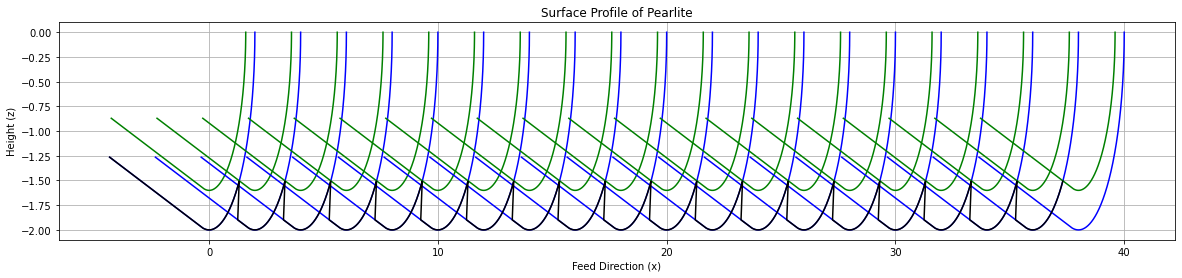 Surface Profile of Pearlite
Height (z)
0.00
−0.25
−0.50
−0.75
−1.00
−1.25
−1.50
−1.75
−2.00
0 10 20 30 40
Feed Direction (x)